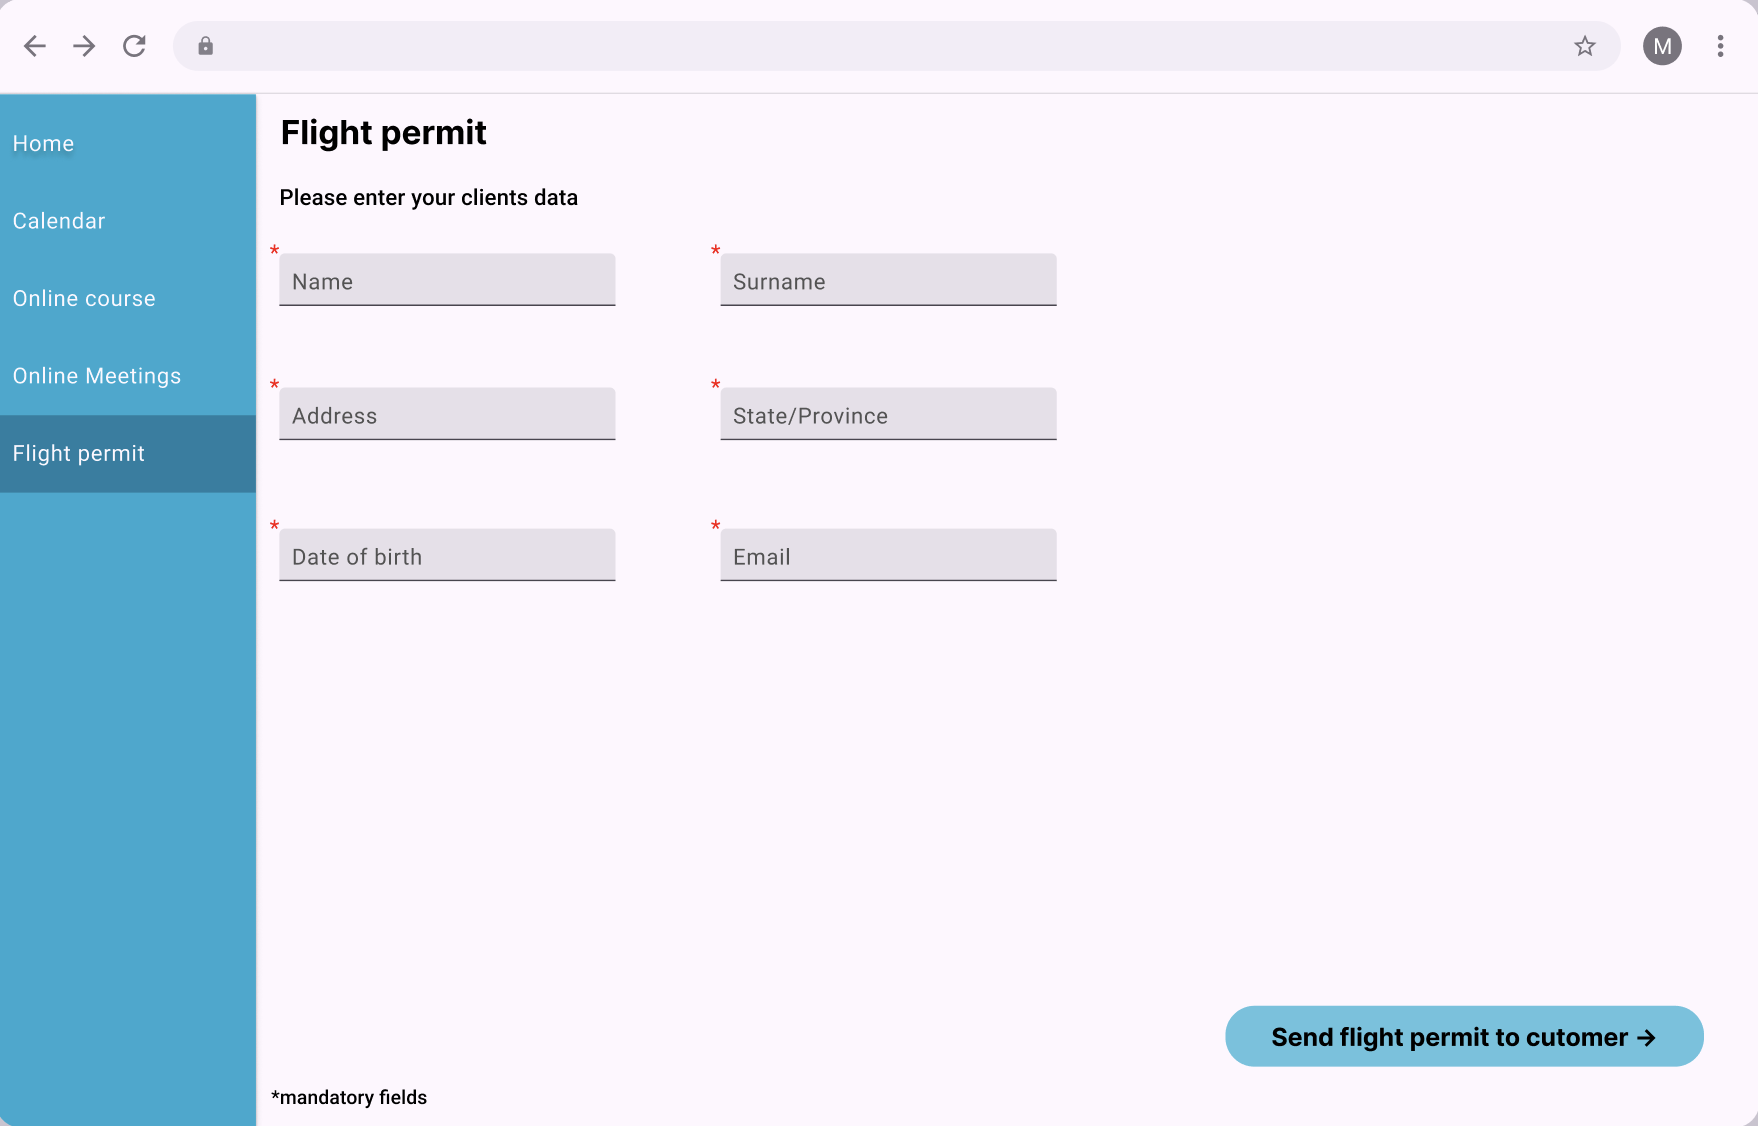 M
Home
Calendar
Online course
Online Meetings
Flight permit
Flight permit
Please enter your clients data
* Name
* Surname
* Address
* State/Province
* Date of birth
* Email
Send flight permit to cutomer →
*mandatory fields